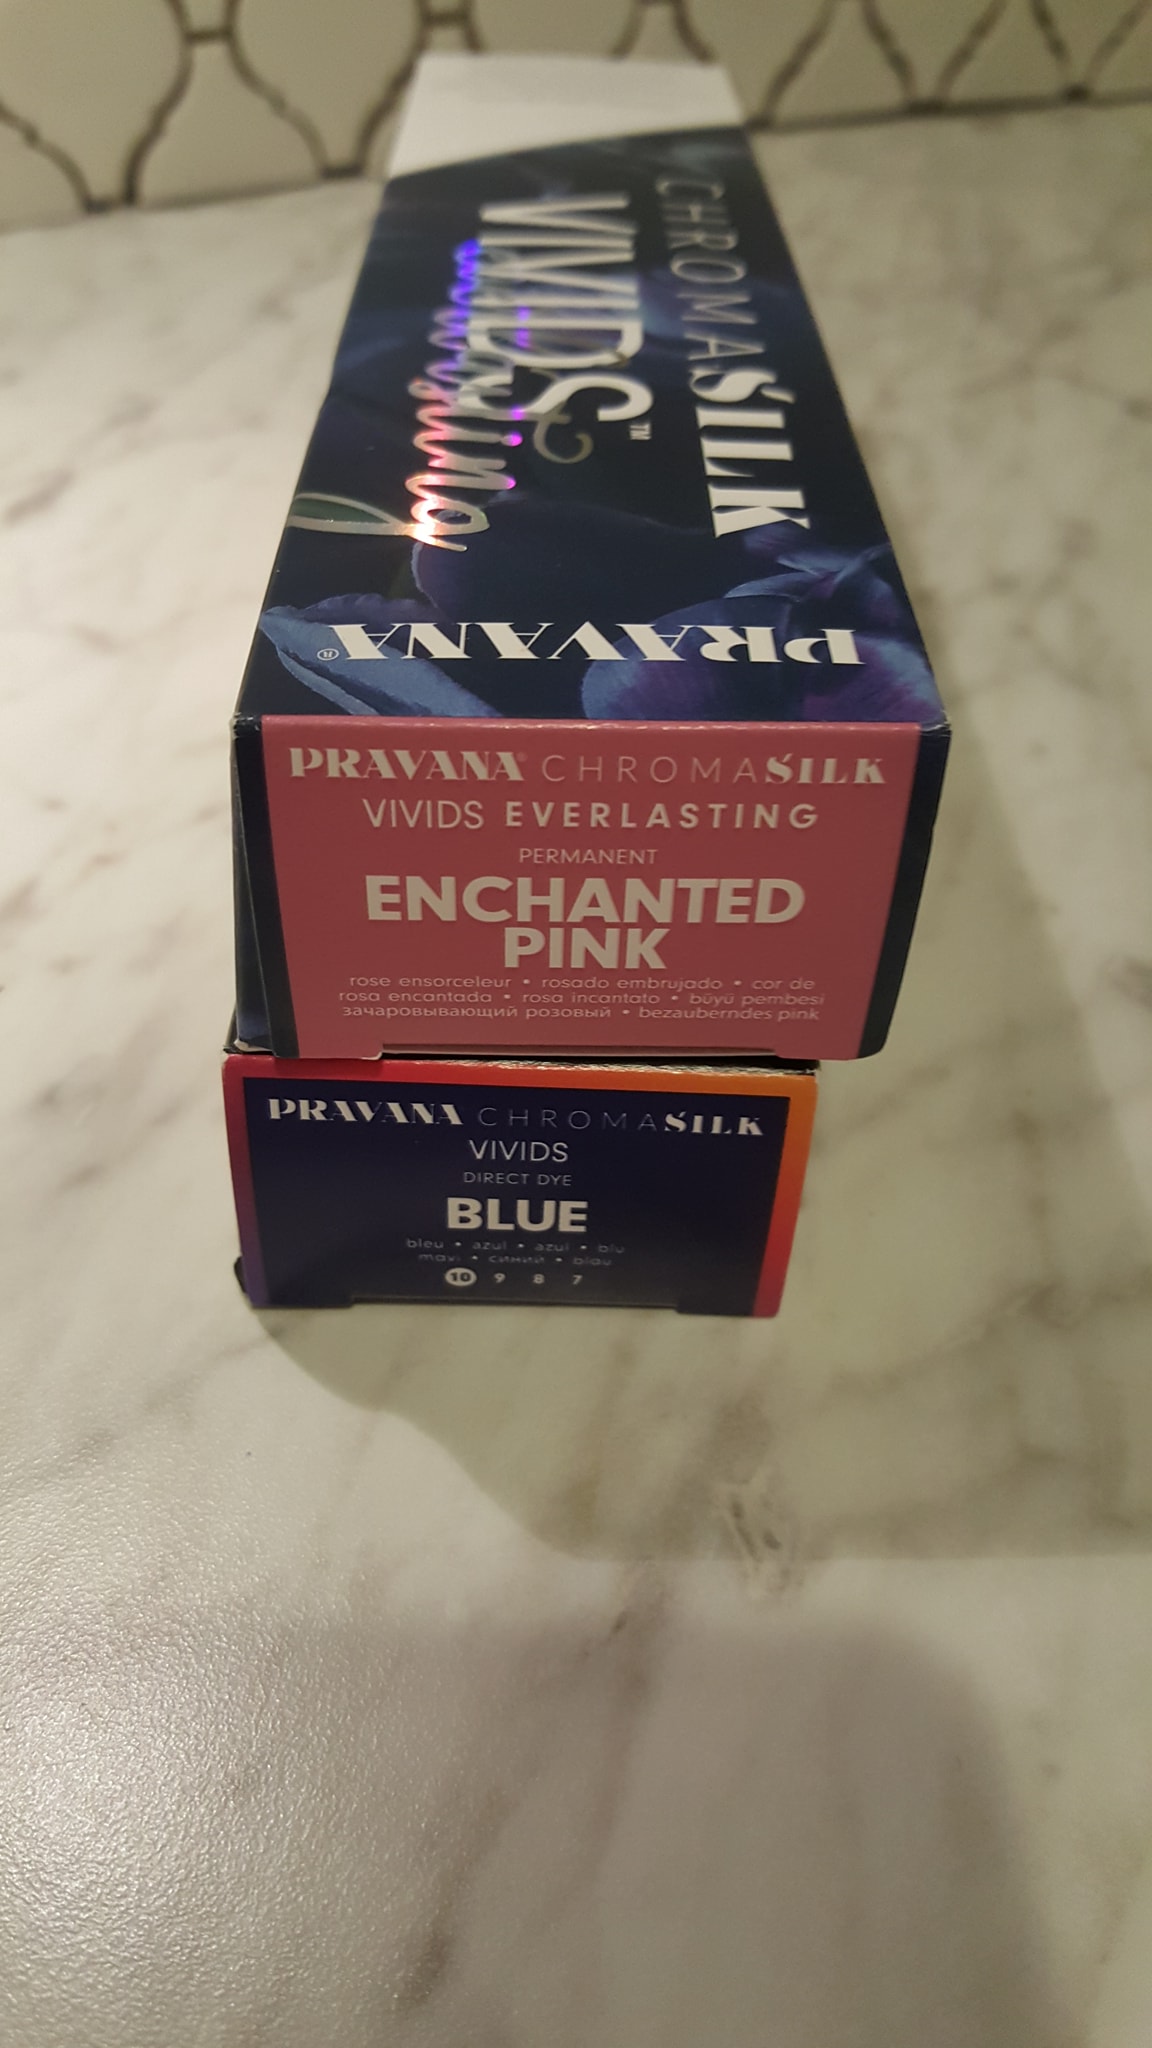 CHROMASILK
VIVIDS™
everlasting
PRAVANA®
PRAVANA® CHROMASILK
VIVIDS EVERLASTING
PERMANENT
ENCHANTED
PINK
rose ensorceleur • rosado embrujado • cor de
rosa encantada • rosa incantato • büyü pembesi
зачаровывающий розовый • bezauberndes pink
PRAVANA CHROMASILK
VIVIDS
DIRECT DYE
BLUE
bleu • azul • azul • blu
mavi • синий • blau
10 9 8 7